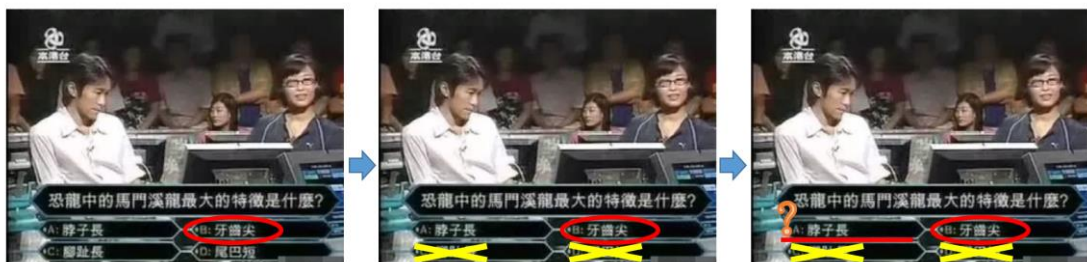 本港台
恐龍中的馬門溪龍最大的特徵是什麼?
A: 脖子長
B: 牙齒尖
C: 腳趾長
D: 尾巴短
本港台
恐龍中的馬門溪龍最大的特徵是什麼?
A: 脖子長
B: 牙齒尖
本港台
恐龍中的馬門溪龍最大的特徵是什麼?
?
A: 脖子長
B: 牙齒尖